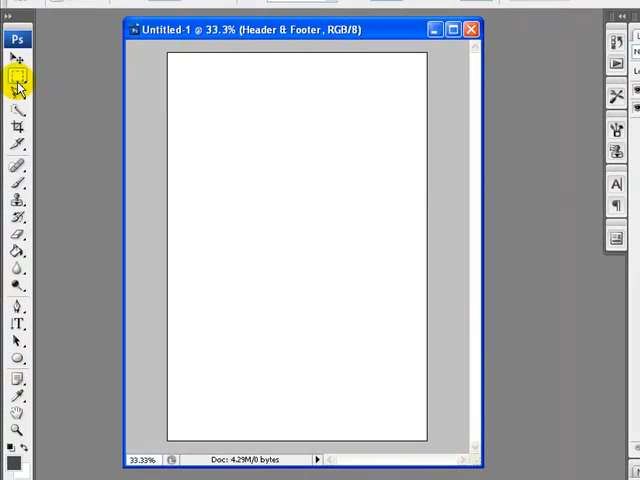 Ps
Untitled-1 @ 33.3% (Header & Footer, RGB/8)
T
A
33.33%
Doc: 4.29M/0 bytes